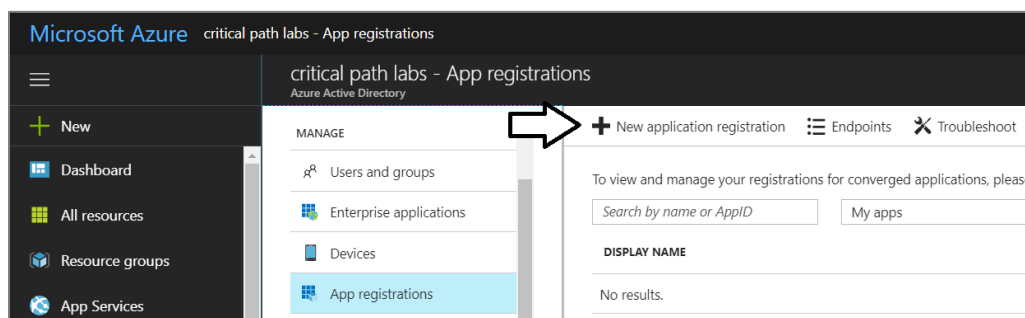 Microsoft Azure critical path labs - App registrations
critical path labs - App registrations
Azure Active Directory
New
Dashboard
All resources
Resource groups
App Services
MANAGE
Users and groups
Enterprise applications
Devices
App registrations
New application registration Endpoints Troubleshoot
To view and manage your registrations for converged applications, pleas
Search by name or AppID My apps
DISPLAY NAME
No results.